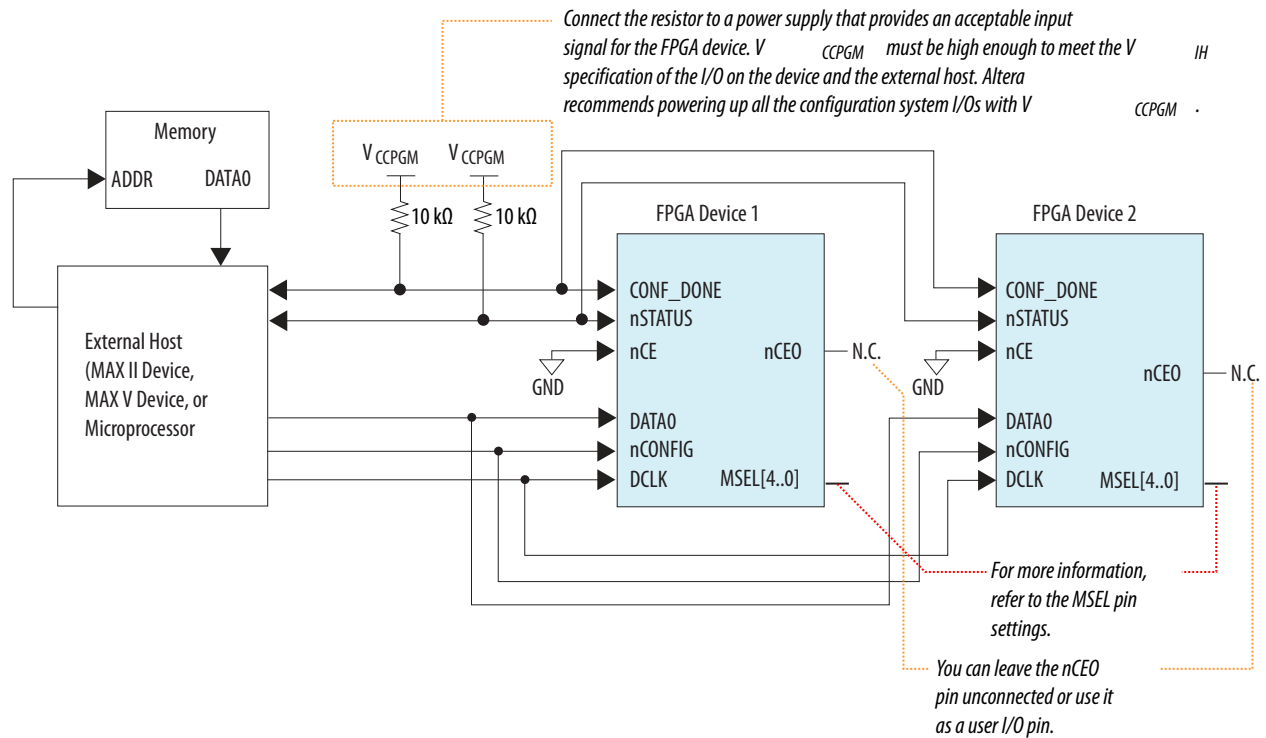 Connect the resistor to a power supply that provides an acceptable input
signal for the FPGA device. V CCPGM must be high enough to meet the V IH
specification of the I/O on the device and the external host. Altera
recommends powering up all the configuration system I/Os with V CCPGM .
Memory
ADDR DATA0
V CCPGM V CCPGM
10 kΩ 10 kΩ
External Host
(MAX II Device,
MAX V Device, or
Microprocessor
FPGA Device 1
CONF_DONE
nSTATUS
nCE nCEO N.C.
GND
DATA0
nCONFIG
DCLK MSEL[4..0]
FPGA Device 2
CONF_DONE
nSTATUS
nCE
nCEO N.C.
GND
DATA0
nCONFIG
DCLK MSEL[4..0]
For more information,
refer to the MSEL pin
settings.
You can leave the nCEO
pin unconnected or use it
as a user I/O pin.